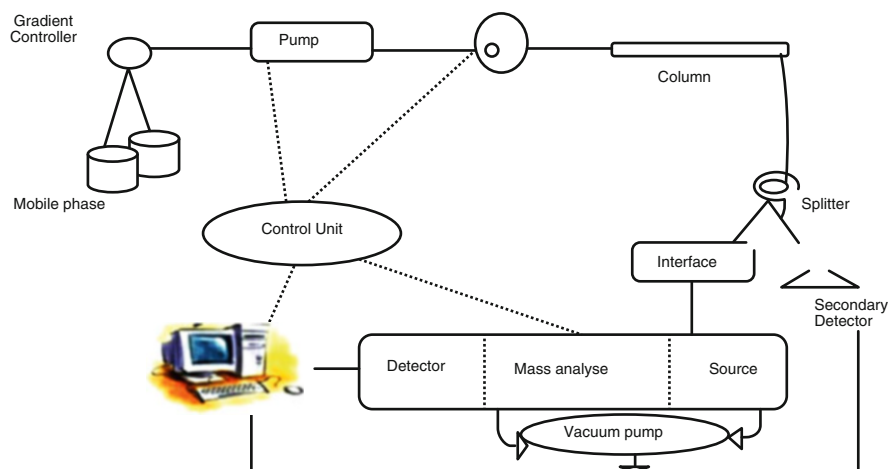 Gradient
Controller
Pump
Column
Mobile phase
Splitter
Control Unit
Interface
Secondary
Detector
Detector
Mass analyse
Source
Vacuum pump